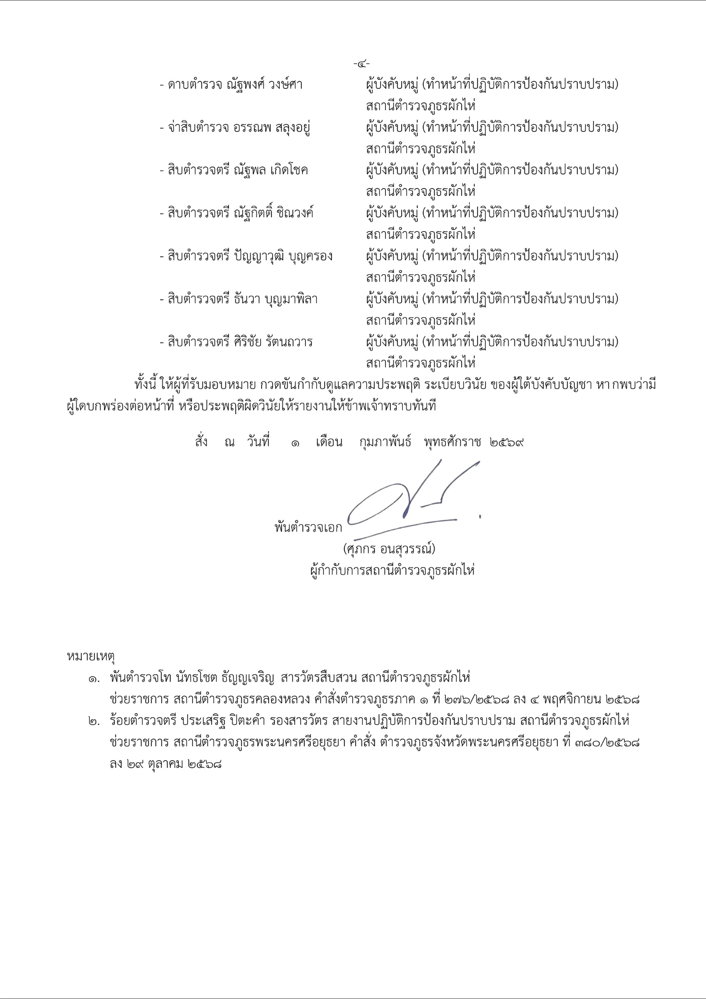 -๔-
- ดาบตำรวจ ณัฐพงศ์ วงษ์ศา ผู้บังคับหมู่ (ทำหน้าที่ปฏิบัติการป้องกันปราบปราม)
สถานีตำรวจภูธรผักไห่
- จ่าสิบตำรวจ อรรณพ สลุงอยู่ ผู้บังคับหมู่ (ทำหน้าที่ปฏิบัติการป้องกันปราบปราม)
สถานีตำรวจภูธรผักไห่
- สิบตำรวจตรี ณัฐพล เกิดโชค ผู้บังคับหมู่ (ทำหน้าที่ปฏิบัติการป้องกันปราบปราม)
สถานีตำรวจภูธรผักไห่
- สิบตำรวจตรี ณัฐกิตติ์ ชิณวงค์ ผู้บังคับหมู่ (ทำหน้าที่ปฏิบัติการป้องกันปราบปราม)
สถานีตำรวจภูธรผักไห่
- สิบตำรวจตรี ปัญญาวุฒิ บุญครอง ผู้บังคับหมู่ (ทำหน้าที่ปฏิบัติการป้องกันปราบปราม)
สถานีตำรวจภูธรผักไห่
- สิบตำรวจตรี ธันวา บุญมาพิลา ผู้บังคับหมู่ (ทำหน้าที่ปฏิบัติการป้องกันปราบปราม)
สถานีตำรวจภูธรผักไห่
- สิบตำรวจตรี ศิริชัย รัตนถวาร ผู้บังคับหมู่ (ทำหน้าที่ปฏิบัติการป้องกันปราบปราม)
สถานีตำรวจภูธรผักไห่
ทั้งนี้ ให้ผู้ที่รับมอบหมาย กวดขันกำกับดูแลความประพฤติ ระเบียบวินัย ของผู้ใต้บังคับบัญชา หากพบว่ามี
ผู้ใดบกพร่องต่อหน้าที่ หรือประพฤติผิดวินัยให้รายงานให้ข้าพเจ้าทราบทันที
สั่ง ณ วันที่ ๑ เดือน กุมภาพันธ์ พุทธศักราช ๒๕๖๙
พันตำรวจเอก
(ศุภกร อนสุวรรณ์)
ผู้กำกับการสถานีตำรวจภูธรผักไห่
หมายเหตุ
๑. พันตำรวจโท นัทธโชต ธัญญเจริญ สารวัตรสืบสวน สถานีตำรวจภูธรผักไห่
ช่วยราชการ สถานีตำรวจภูธรคลองหลวง คำสั่งตำรวจภูธรภาค ๑ ที่ ๒๗๖/๒๕๖๘ ลง ๔ พฤศจิกายน ๒๕๖๘
๒. ร้อยตำรวจตรี ประเสริฐ ปิตะคำ รองสารวัตร สายงานปฏิบัติการป้องกันปราบปราม สถานีตำรวจภูธรผักไห่
ช่วยราชการ สถานีตำรวจภูธรพระนครศรีอยุธยา คำสั่ง ตำรวจภูธรจังหวัดพระนครศรีอยุธยา ที่ ๓๘๐/๒๕๖๘
ลง ๒๙ ตุลาคม ๒๕๖๘